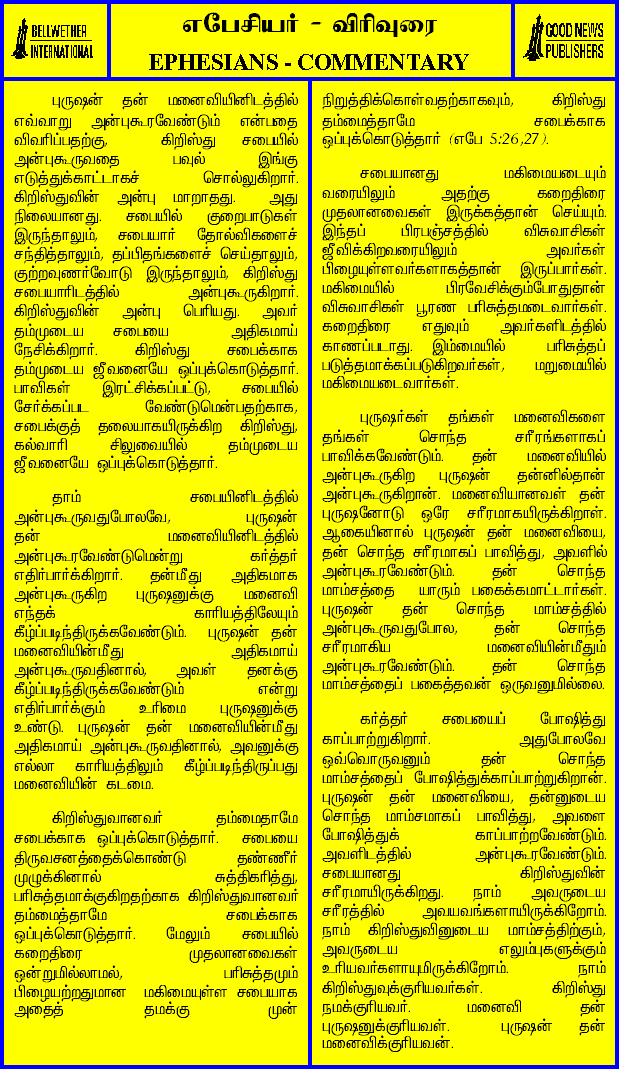 BELLWETHER
INTERNATIONAL
எபேசியர் - விரிவுரை
EPHESIANS - COMMENTARY
GOOD NEWS
PUBLISHERS
புருஷன் தன் மனைவியினிடத்தில்
எவ்வாறு அன்புகூரவேண்டும் என்பதை
விவரிப்பதற்கு, கிறிஸ்து சபையில்
அன்புகூருவதை பவுல் இங்கு
எடுத்துக்காட்டாகச் சொல்லுகிறார்.
கிறிஸ்துவின் அன்பு மாறாதது. அது
நிலையானது. சபையில் குறைபாடுகள்
இருந்தாலும், சபையார் தோல்விகளைச்
சந்தித்தாலும், தப்பிதங்களைச் செய்தாலும்,
குற்றவுணர்வோடு இருந்தாலும், கிறிஸ்து
சபையாரிடத்தில் அன்புகூருகிறார்.
கிறிஸ்துவின் அன்பு பெரியது. அவர்
தம்முடைய சபையை அதிகமாய்
நேசிக்கிறார். கிறிஸ்து சபைக்காக
தம்முடைய ஜீவனையே ஒப்புக்கொடுத்தார்.
பாவிகள் இரட்சிக்கப்பட்டு, சபையில்
சேர்க்கப்பட வேண்டுமென்பதற்காக,
சபைக்குத் தலையாகயிருக்கிற கிறிஸ்து,
கல்வாரி சிலுவையில் தம்முடைய
ஜீவனையே ஒப்புக்கொடுத்தார்.
தாம் சபையினிடத்தில்
அன்புகூருவதுபோலவே, புருஷன்
தன் மனைவியினிடத்தில்
அன்புகூரவேண்டுமென்று கர்த்தர்
எதிர்பார்க்கிறார். தன்மீது அதிகமாக
அன்புகூருகிற புருஷனுக்கு மனைவி
எந்தக் காரியத்திலேயும்
கீழ்ப்படிந்திருக்கவேண்டும். புருஷன் தன்
மனைவியின்மீது அதிகமாய்
அன்புகூருவதினால், அவள் தனக்கு
கீழ்ப்படிந்திருக்கவேண்டும் என்று
எதிர்பார்க்கும் உரிமை புருஷனுக்கு
உண்டு. புருஷன் தன் மனைவியின்மீது
அதிகமாய் அன்புகூருவதினால், அவனுக்கு
எல்லா காரியத்திலும் கீழ்ப்படிந்திருப்பது
மனைவியின் கடமை.
கிறிஸ்துவானவர் தம்மைதாமே
சபைக்காக ஒப்புக்கொடுத்தார். சபையை
திருவசனத்தைக்கொண்டு தண்ணீர்
முழுக்கினால் சுத்திகரித்து,
பரிசுத்தமாக்குகிறதற்காக கிறிஸ்துவானவர்
தம்மைத்தாமே சபைக்காக
ஒப்புக்கொடுத்தார். மேலும் சபையில்
கறைதிரை முதலானவைகள்
ஒன்றுமில்லாமல், பரிசுத்தமும்
பிழையற்றதுமான மகிமையுள்ள சபையாக
அதைத் தமக்கு முன்
நிறுத்திக்கொள்வதற்காகவும், கிறிஸ்து
தம்மைத்தாமே சபைக்காக
ஒப்புக்கொடுத்தார் (எபே 5:26,27).
சபையானது மகிமையடையும்
வரையிலும் அதற்கு கறைதிரை
முதலானவைகள் இருக்கத்தான் செய்யும்.
இந்தப் பிரபஞ்சத்தில் விசுவாசிகள்
ஜீவிக்கிறவரையிலும் அவர்கள்
பிழையுள்ளவர்களாகத்தான் இருப்பார்கள்.
மகிமையில் பிரவேசிக்கும்போதுதான்
விசுவாசிகள் பூரண பரிசுத்தமடைவார்கள்.
கறைதிரை எதுவும் அவர்களிடத்தில்
காணப்படாது. இம்மையில் பரிசுத்தப்
படுத்தமாக்கப்படுகிறவர்கள், மறுமையில்
மகிமையடைவார்கள்.
புருஷர்கள் தங்கள் மனைவிகளை
தங்கள் சொந்த சரீரங்களாகப்
பாவிக்கவேண்டும். தன் மனைவியில்
அன்புகூருகிற புருஷன் தன்னில்தான்
அன்புகூருகிறான். மனைவியானவள் தன்
புருஷனோடு ஒரே சரீரமாகயிருக்கிறாள்.
ஆகையினால் புருஷன் தன் மனைவியை,
தன் சொந்த சரீரமாகப் பாவித்து, அவளில்
அன்புகூரவேண்டும். தன் சொந்த
மாம்சத்தை யாரும் பகைக்கமாட்டார்கள்.
புருஷன் தன் சொந்த மாம்சத்தில்
அன்புகூருவதுபோல, தன் சொந்த
சரீரமாகிய மனைவியின்மீதும்
அன்புகூரவேண்டும். தன் சொந்த
மாம்சத்தைப் பகைத்தவன் ஒருவனுமில்லை.
கர்த்தர் சபையைப் போஷித்து
காப்பாற்றுகிறார். அதுபோலவே
ஒவ்வொருவனும் தன் சொந்த
மாம்சத்தைப் போஷித்துக்காப்பாற்றுகிறான்.
புருஷன் தன் மனைவியை, தன்னுடைய
சொந்த மாம்சமாகப் பாவித்து, அவளை
போஷித்துக் காப்பாற்றவேண்டும்.
அவளிடத்தில் அன்புகூரவேண்டும்.
சபையானது கிறிஸ்துவின்
சரீரமாயிருக்கிறது. நாம் அவருடைய
சரீரத்தில் அவயவங்களாயிருக்கிறோம்.
நாம் கிறிஸ்துவினுடைய மாம்சத்திற்கும்,
அவருடைய எலும்புகளுக்கும்
உரியவர்களாயுமிருக்கிறோம். நாம்
கிறிஸ்துவுக்குரியவர்கள். கிறிஸ்து
நமக்குரியவர். மனைவி தன்
புருஷனுக்குரியவள். புருஷன் தன்
மனைவிக்குரியவன்.